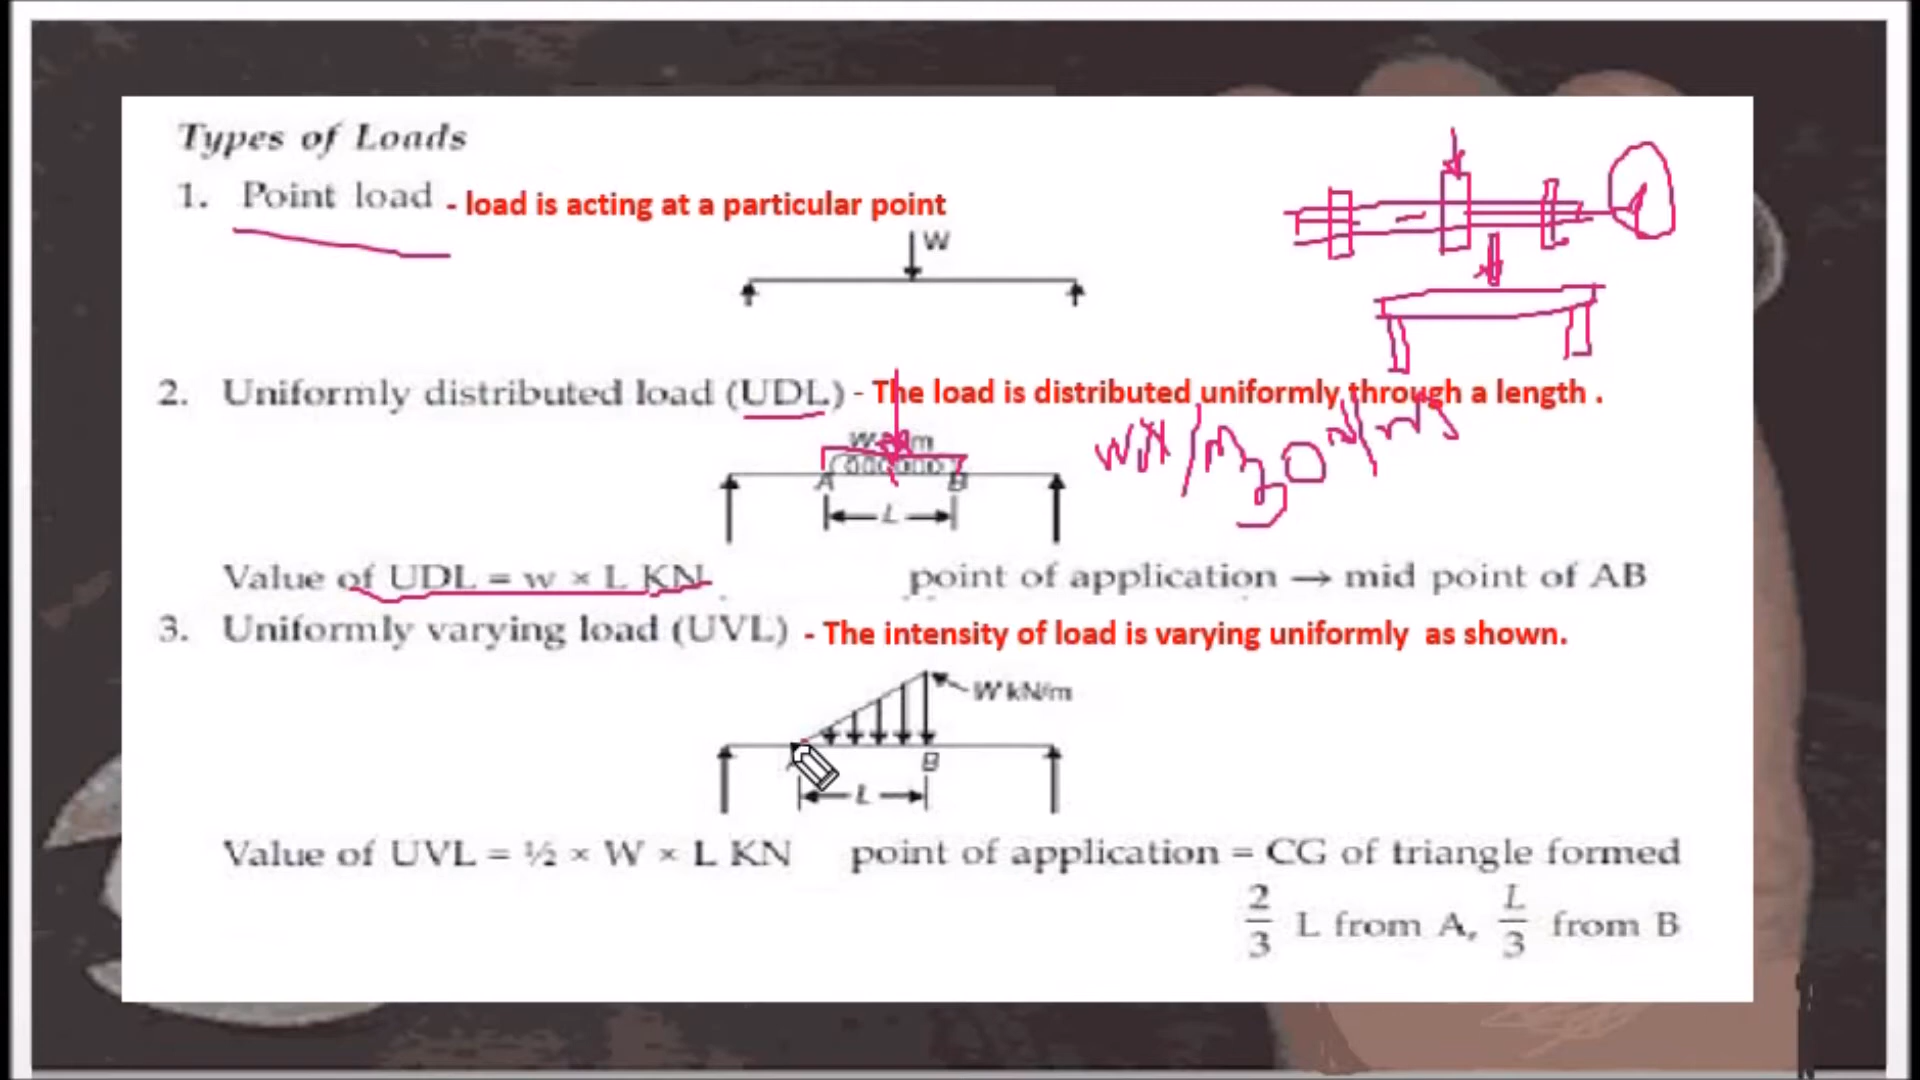 Types of Loads
1. Point load - load is acting at a particular point
W
2. Uniformly distributed load (UDL) - The load is distributed uniformly through a length .
W m
A B
L
Value of UDL = w × L KN point of application → mid point of AB
3. Uniformly varying load (UVL) - The intensity of load is varying uniformly as shown.
W kN/m
B
L
Value of UVL = ½ × W × L KN point of application = CG of triangle formed
2/3 L from A, L/3 from B